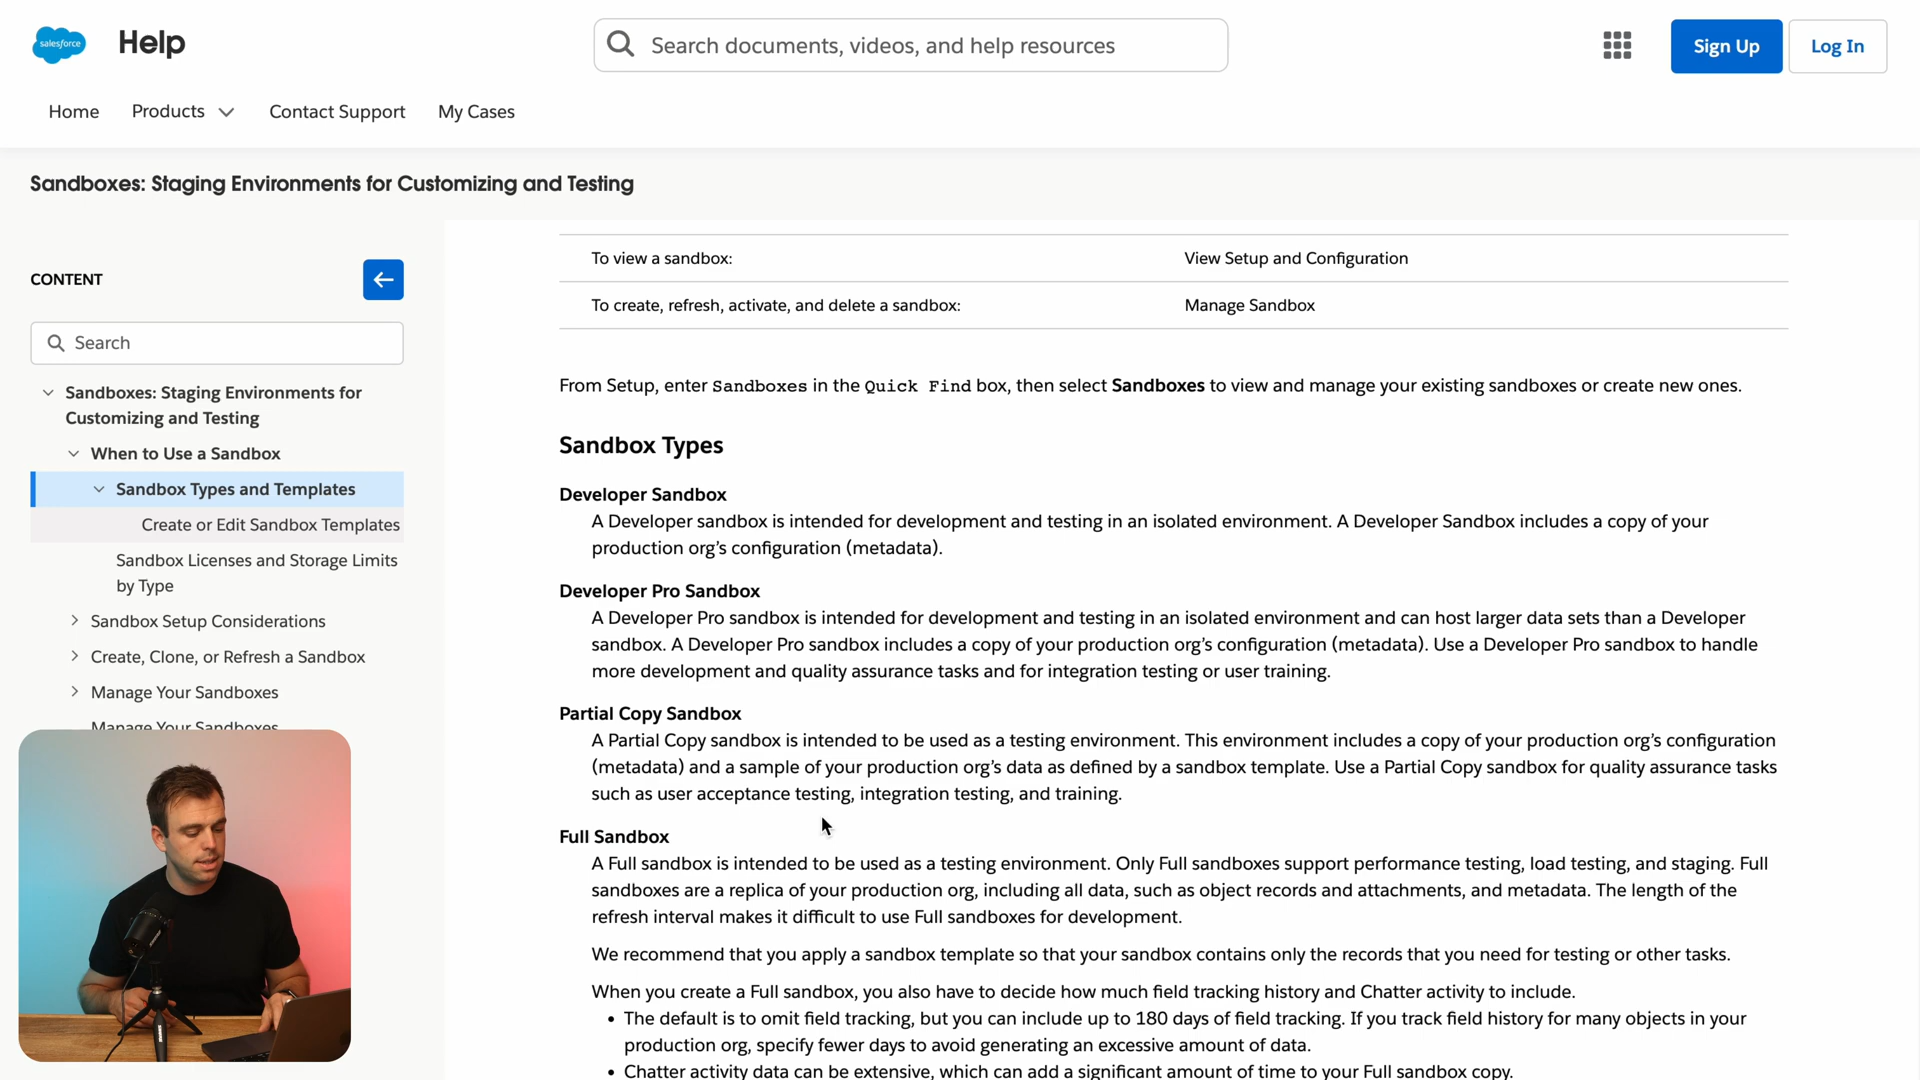 salesforce
Help
Search documents, videos, and help resources
Sign Up
Log In
Home
Products
Contact Support
My Cases
Sandboxes: Staging Environments for Customizing and Testing
CONTENT
Search
Sandboxes: Staging Environments for
Customizing and Testing
When to Use a Sandbox
Sandbox Types and Templates
Create or Edit Sandbox Templates
Sandbox Licenses and Storage Limits
by Type
Sandbox Setup Considerations
Create, Clone, or Refresh a Sandbox
Manage Your Sandboxes
Manage Your Sandboxes
To view a sandbox:
View Setup and Configuration
To create, refresh, activate, and delete a sandbox:
Manage Sandbox
From Setup, enter Sandboxes in the Quick Find box, then select Sandboxes to view and manage your existing sandboxes or create new ones.
Sandbox Types
Developer Sandbox
A Developer sandbox is intended for development and testing in an isolated environment. A Developer Sandbox includes a copy of your
production org’s configuration (metadata).
Developer Pro Sandbox
A Developer Pro sandbox is intended for development and testing in an isolated environment and can host larger data sets than a Developer
sandbox. A Developer Pro sandbox includes a copy of your production org’s configuration (metadata). Use a Developer Pro sandbox to handle
more development and quality assurance tasks and for integration testing or user training.
Partial Copy Sandbox
A Partial Copy sandbox is intended to be used as a testing environment. This environment includes a copy of your production org’s configuration
(metadata) and a sample of your production org’s data as defined by a sandbox template. Use a Partial Copy sandbox for quality assurance tasks
such as user acceptance testing, integration testing, and training.
Full Sandbox
A Full sandbox is intended to be used as a testing environment. Only Full sandboxes support performance testing, load testing, and staging. Full
sandboxes are a replica of your production org, including all data, such as object records and attachments, and metadata. The length of the
refresh interval makes it difficult to use Full sandboxes for development.
We recommend that you apply a sandbox template so that your sandbox contains only the records that you need for testing or other tasks.
When you create a Full sandbox, you also have to decide how much field tracking history and Chatter activity to include.
• The default is to omit field tracking, but you can include up to 180 days of field tracking. If you track field history for many objects in your
production org, specify fewer days to avoid generating an excessive amount of data.
• Chatter activity data can be extensive, which can add a significant amount of time to your Full sandbox copy.